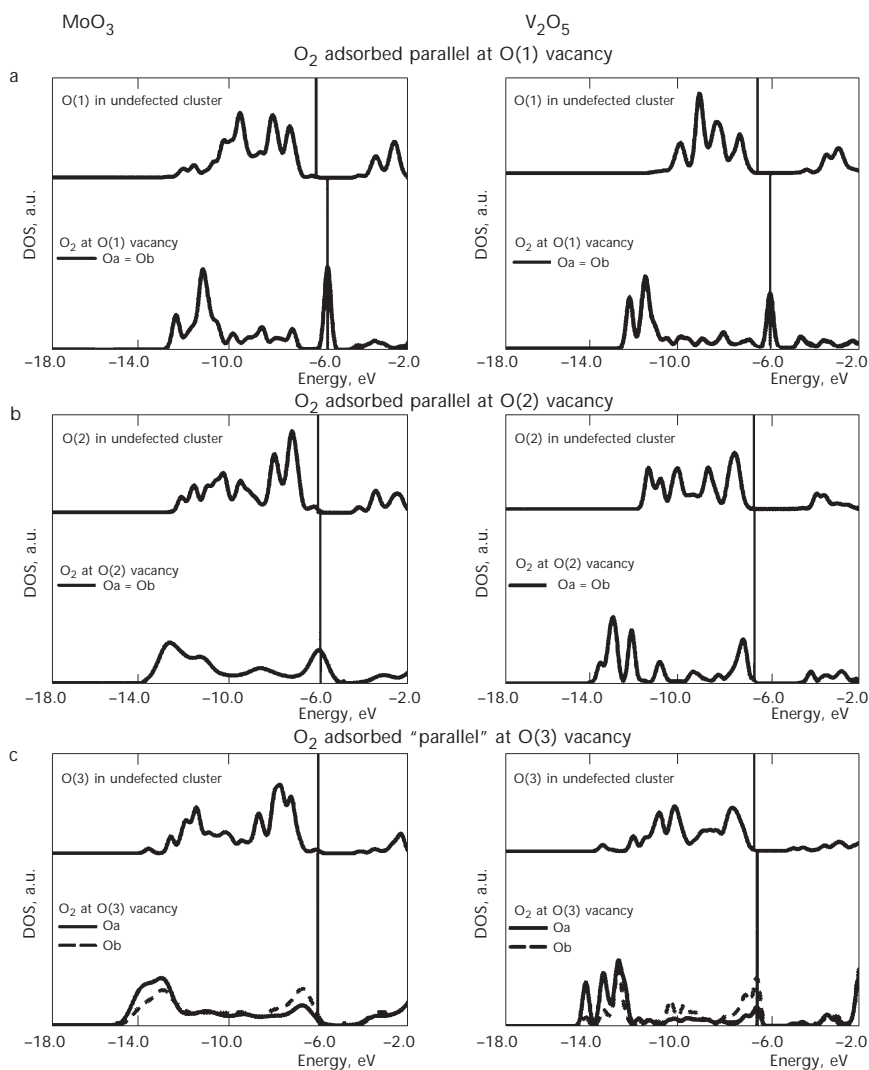 MoO3
V2O5
O2 adsorbed parallel at O(1) vacancy
a
O(1) in undefected cluster
DOS, a.u.
O2 at O(1) vacancy
Oa = Ob
−18.0 −14.0 −10.0 −6.0 −2.0
Energy, eV
O(1) in undefected cluster
DOS, a.u.
O2 at O(1) vacancy
Oa = Ob
−18.0 −14.0 −10.0 −6.0 −2.0
Energy, eV
O2 adsorbed parallel at O(2) vacancy
b
O(2) in undefected cluster
DOS, a.u.
O2 at O(2) vacancy
Oa = Ob
−18.0 −14.0 −10.0 −6.0 −2.0
Energy, eV
O(2) in undefected cluster
DOS, a.u.
O2 at O(2) vacancy
Oa = Ob
−18.0 −14.0 −10.0 −6.0 −2.0
Energy, eV
O2 adsorbed “parallel” at O(3) vacancy
c
O(3) in undefected cluster
DOS, a.u.
O2 at O(3) vacancy
Oa
Ob
−18.0 −14.0 −10.0 −6.0 −2.0
Energy, eV
O(3) in undefected cluster
DOS, a.u.
O2 at O(3) vacancy
Oa
Ob
−18.0 −14.0 −10.0 −6.0 −2.0
Energy, eV